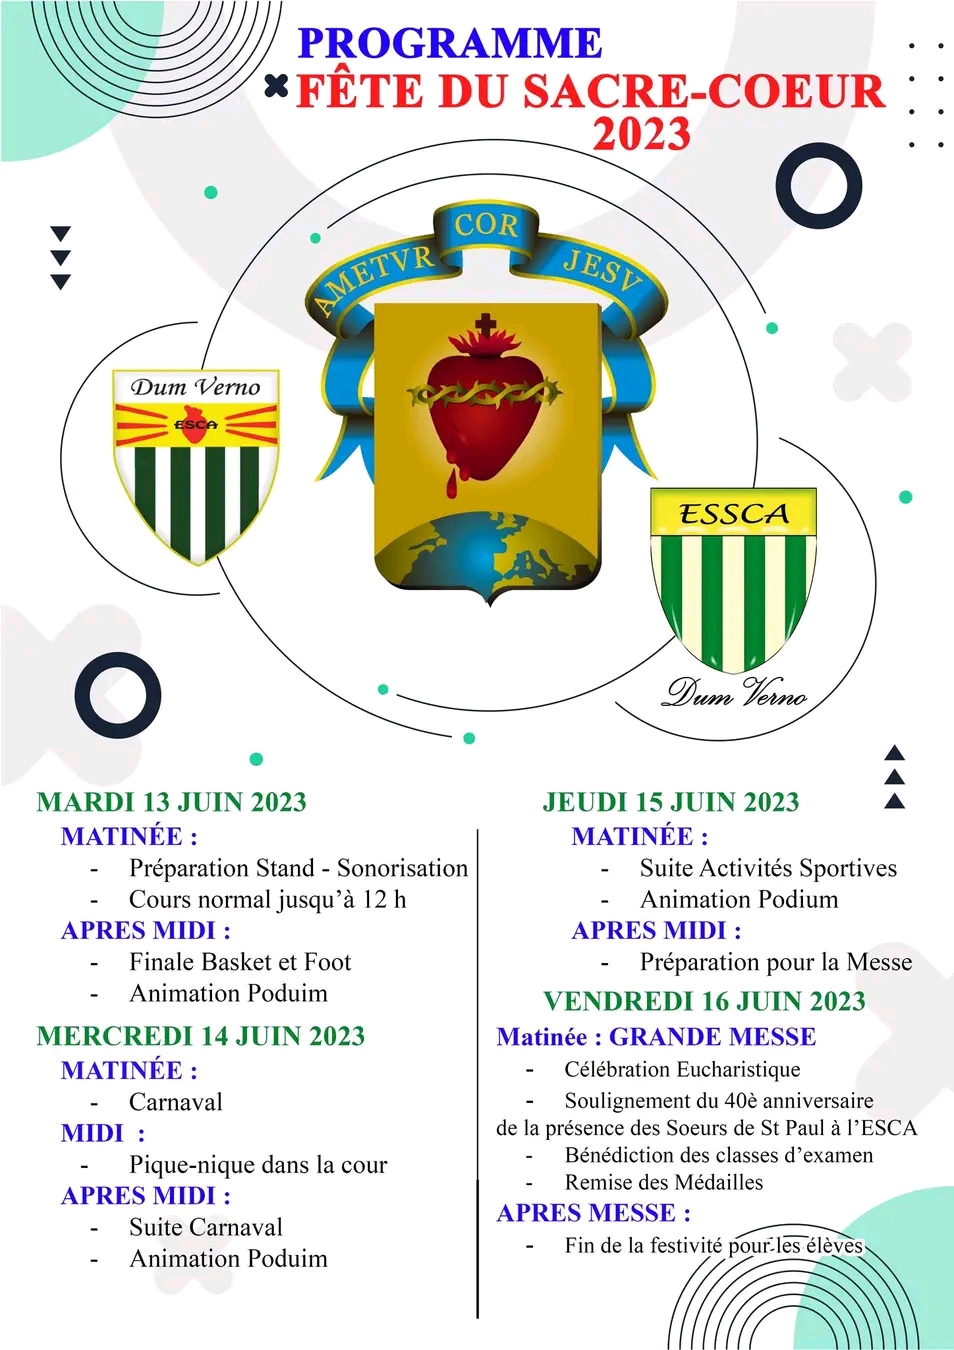 PROGRAMME
FÊTE DU SACRE-COEUR
2023
AMETVR COR JESV
Dum Verno
ESCA
ESSCA
Dum Verno
MARDI 13 JUIN 2023
MATINÉE :
- Préparation Stand - Sonorisation
- Cours normal jusqu'à 12 h
APRES MIDI :
- Finale Basket et Foot
- Animation Poduim
MERCREDI 14 JUIN 2023
MATINÉE :
- Carnaval
MIDI :
- Pique-nique dans la cour
APRES MIDI :
- Suite Carnaval
- Animation Poduim
JEUDI 15 JUIN 2023
MATINÉE :
- Suite Activités Sportives
- Animation Podium
APRES MIDI :
- Préparation pour la Messe
VENDREDI 16 JUIN 2023
Matinée : GRANDE MESSE
- Célébration Eucharistique
- Soulignement du 40è anniversaire
de la présence des Soeurs de St Paul à l'ESCA
- Bénédiction des classes d'examen
- Remise des Médailles
APRES MESSE :
- Fin de la festivité pour les élèves